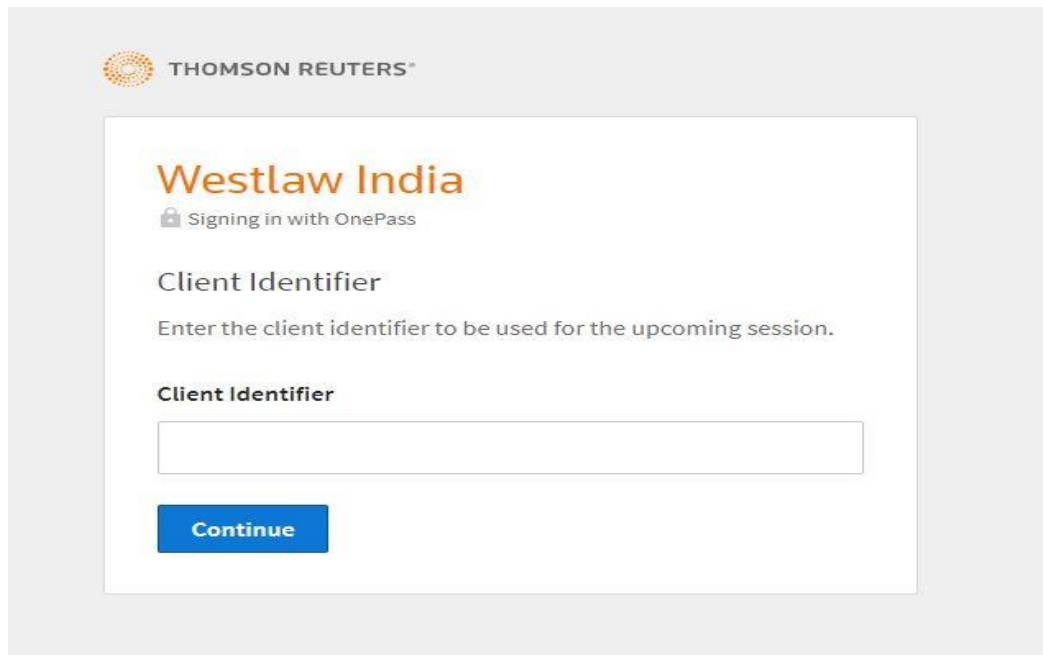 THOMSON REUTERS®
Westlaw India
Signing in with OnePass
Client Identifier
Enter the client identifier to be used for the upcoming session.
Client Identifier
Continue